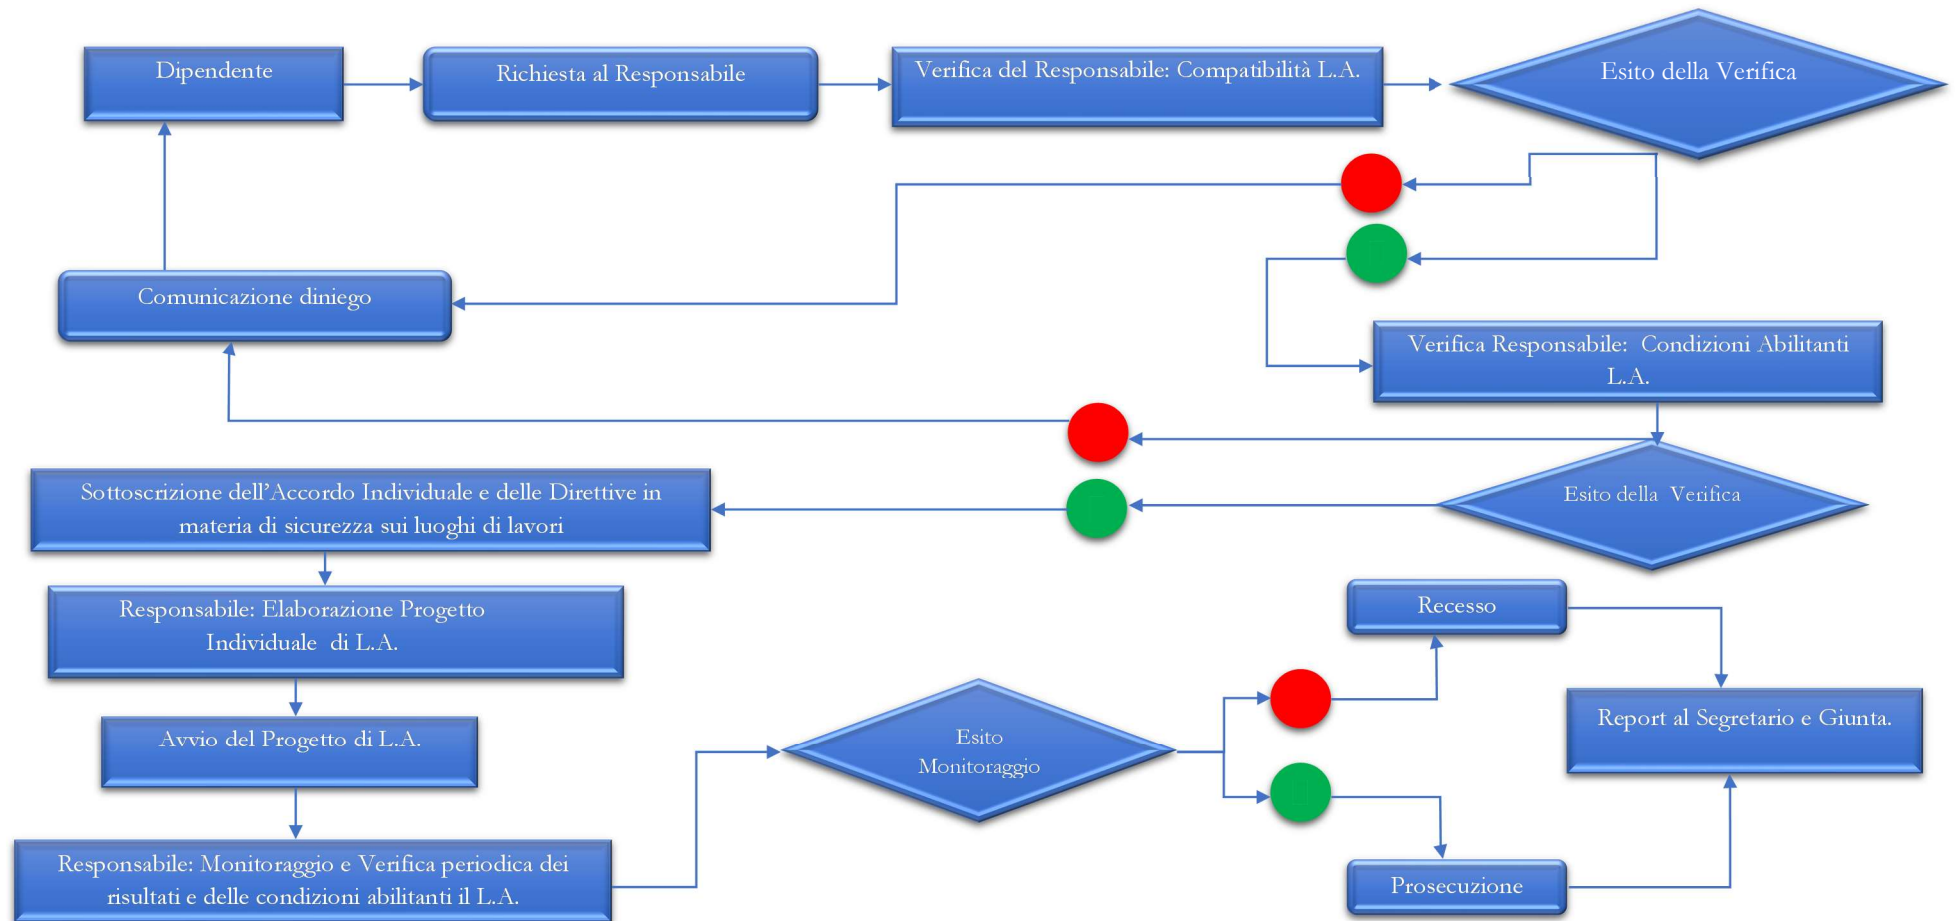 Dipendente
Richiesta al Responsabile
Verifica del Responsabile: Compatibilità L.A.
Esito della Verifica
Comunicazione diniego
Verifica Responsabile:  Condizioni Abilitanti
L.A.
Esito della  Verifica
Sottoscrizione dell’Accordo Individuale e delle Direttive in
materia di sicurezza sui luoghi di lavori
Responsabile: Elaborazione Progetto
Individuale  di L.A.
Avvio del Progetto di L.A.
Responsabile: Monitoraggio e Verifica periodica dei
risultati e delle condizioni abilitanti il L.A.
Esito
Monitoraggio
Recesso
Prosecuzione
Report al Segretario e Giunta.